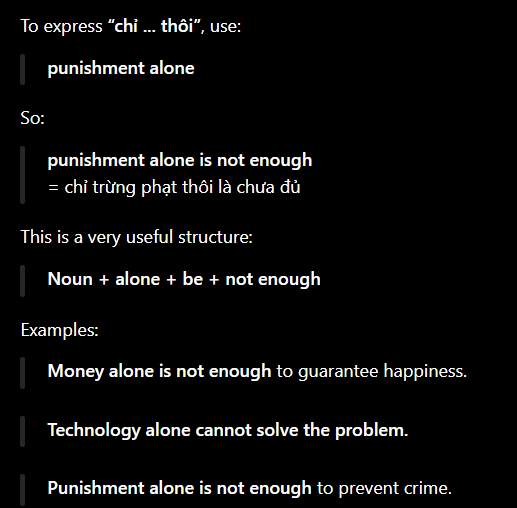 To express “chỉ ... thôi”, use:
punishment alone
So:
punishment alone is not enough
= chỉ trừng phạt thôi là chưa đủ
This is a very useful structure:
Noun + alone + be + not enough
Examples:
Money alone is not enough to guarantee happiness.
Technology alone cannot solve the problem.
Punishment alone is not enough to prevent crime.